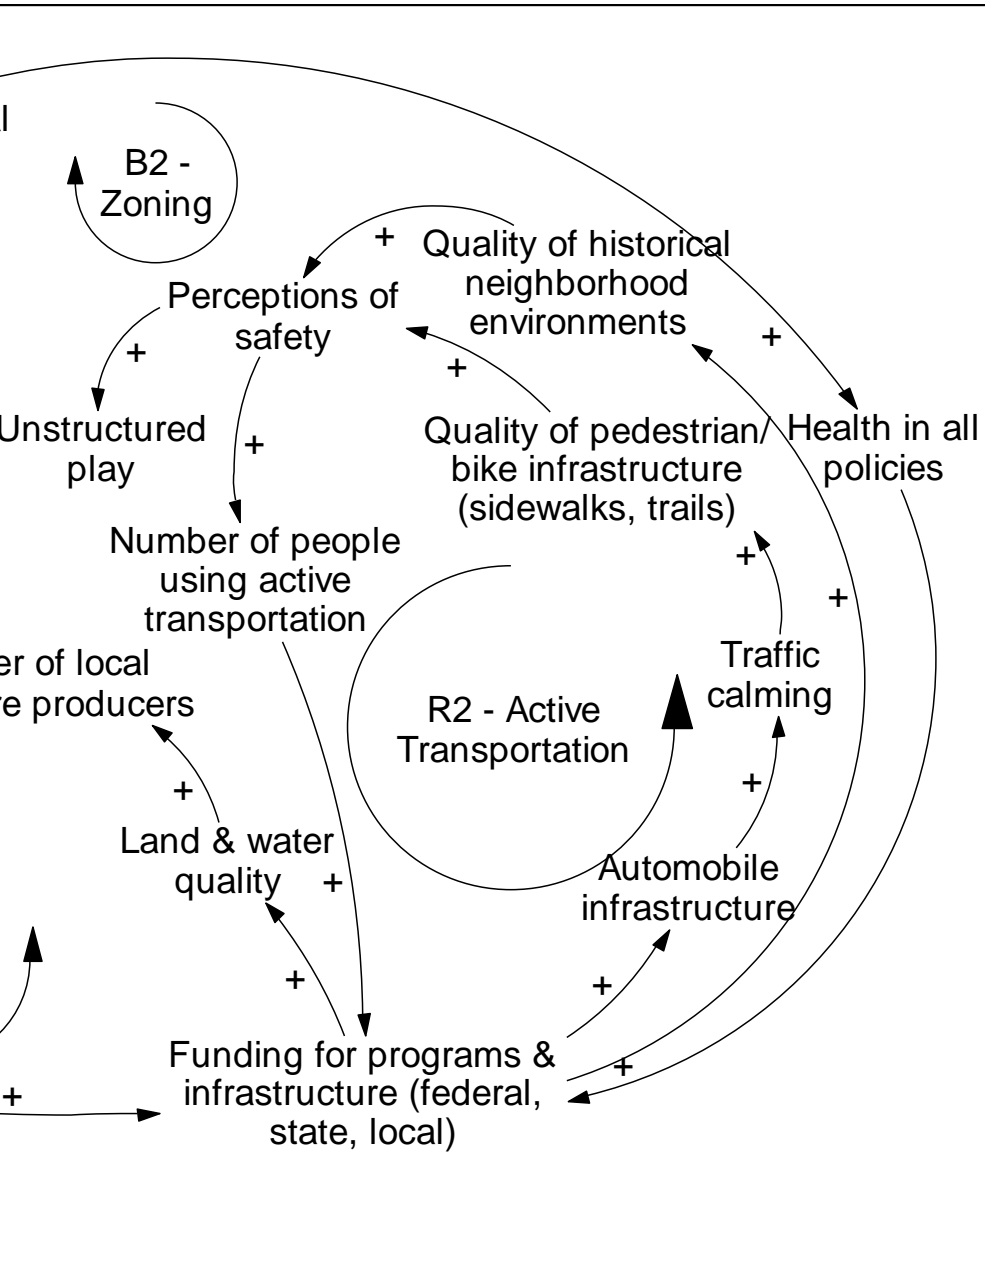 B2 -
Zoning
+
Quality of historical
neighborhood
environments
Perceptions of
safety
+
+
+
Unstructured
play
+
Quality of pedestrian/
bike infrastructure
(sidewalks, trails)
Health in all
policies
Number of people
using active
transportation
+
+
er of local
re producers
Traffic
calming
R2 - Active
Transportation
+
+
Land & water
quality
+
Automobile
infrastructure
+
+
Funding for programs &
infrastructure (federal,
state, local)
+
+